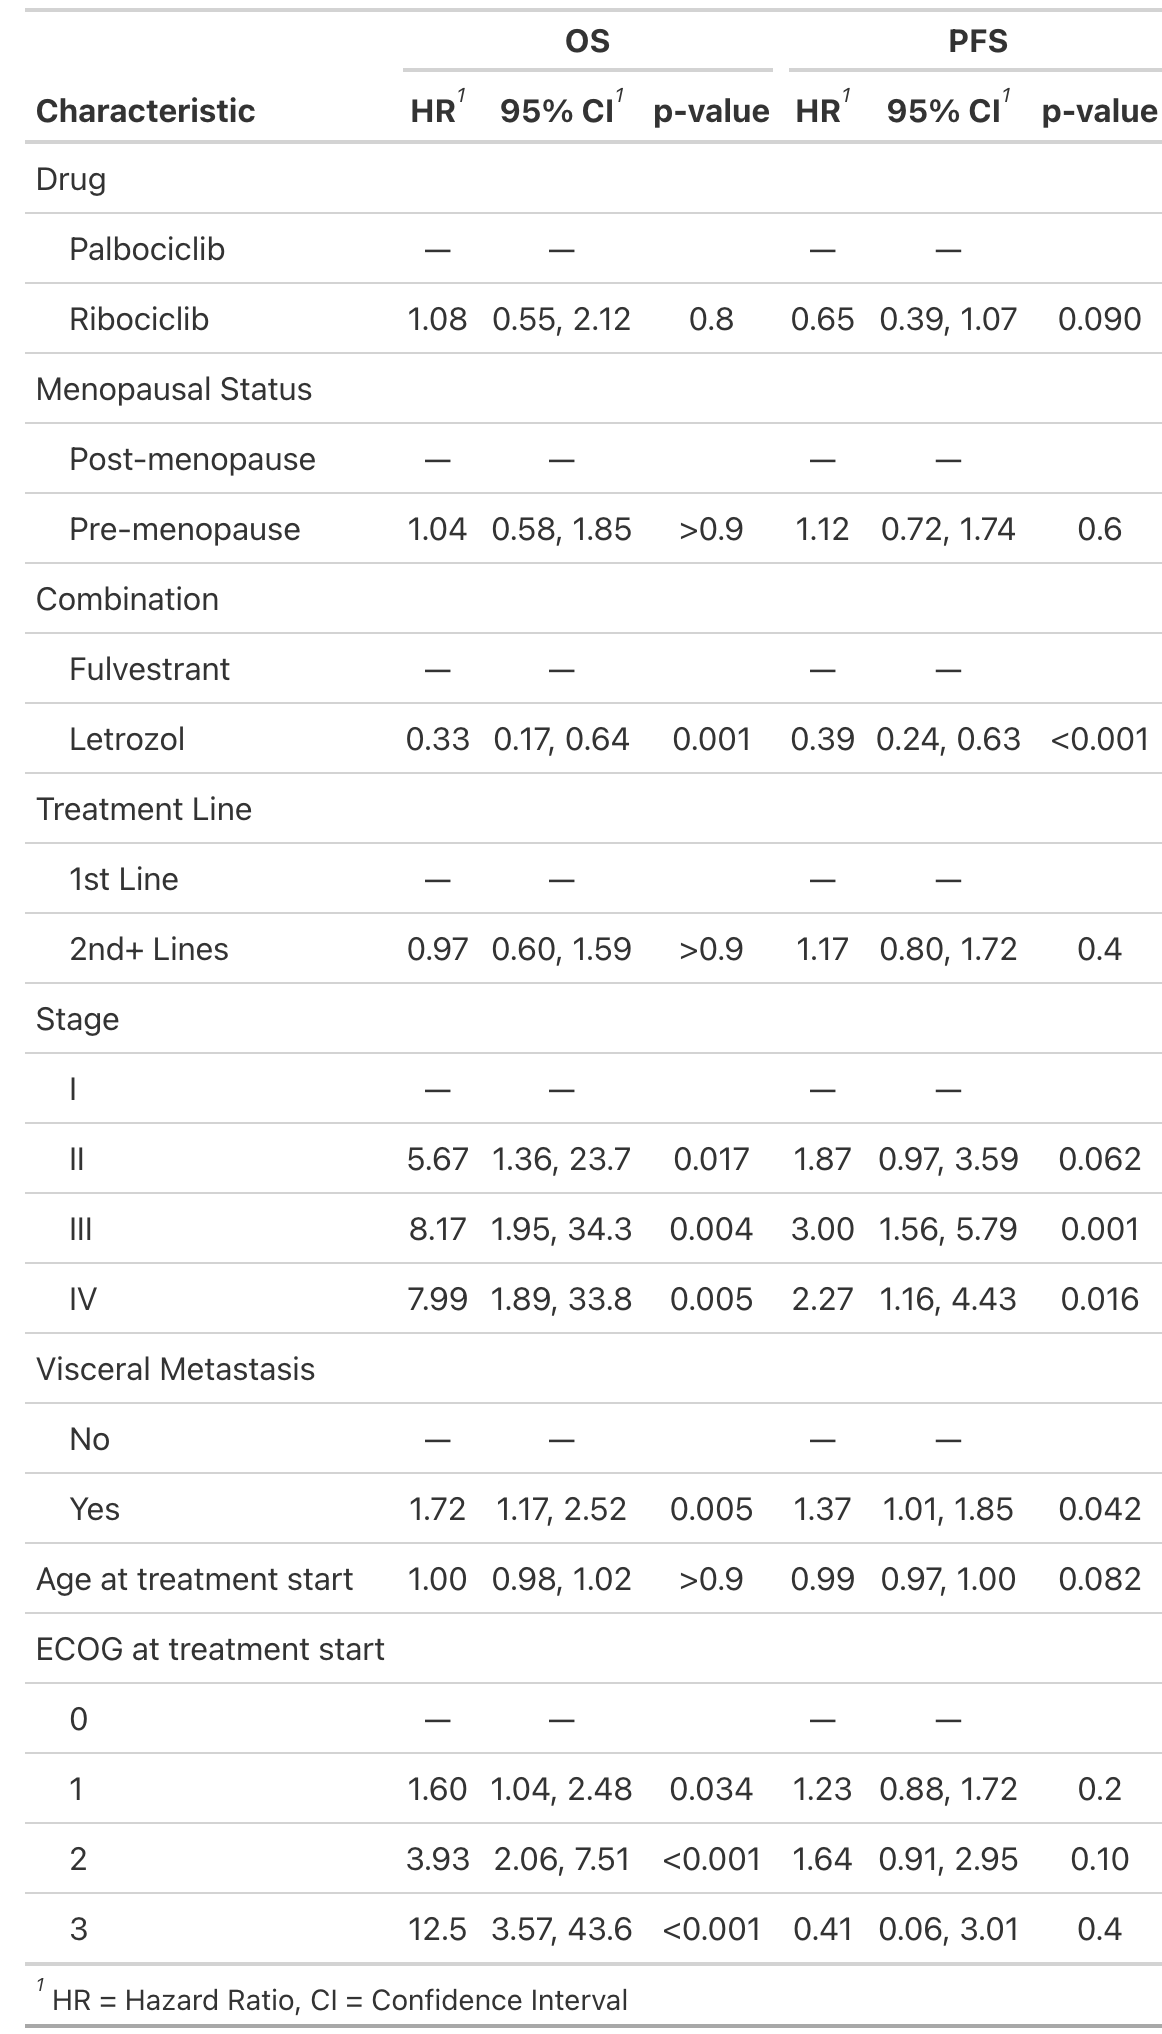 OS PFS
Characteristic HR1 95% CI1 p-value HR1 95% CI1 p-value
Drug
Palbociclib — — — —
Ribociclib 1.08 0.55, 2.12 0.8 0.65 0.39, 1.07 0.090
Menopausal Status
Post-menopause — — — —
Pre-menopause 1.04 0.58, 1.85 >0.9 1.12 0.72, 1.74 0.6
Combination
Fulvestrant — — — —
Letrozol 0.33 0.17, 0.64 0.001 0.39 0.24, 0.63 <0.001
Treatment Line
1st Line — — — —
2nd+ Lines 0.97 0.60, 1.59 >0.9 1.17 0.80, 1.72 0.4
Stage
I — — — —
II 5.67 1.36, 23.7 0.017 1.87 0.97, 3.59 0.062
III 8.17 1.95, 34.3 0.004 3.00 1.56, 5.79 0.001
IV 7.99 1.89, 33.8 0.005 2.27 1.16, 4.43 0.016
Visceral Metastasis
No — — — —
Yes 1.72 1.17, 2.52 0.005 1.37 1.01, 1.85 0.042
Age at treatment start 1.00 0.98, 1.02 >0.9 0.99 0.97, 1.00 0.082
ECOG at treatment start
0 — — — —
1 1.60 1.04, 2.48 0.034 1.23 0.88, 1.72 0.2
2 3.93 2.06, 7.51 <0.001 1.64 0.91, 2.95 0.10
3 12.5 3.57, 43.6 <0.001 0.41 0.06, 3.01 0.4
1 HR = Hazard Ratio, CI = Confidence Interval